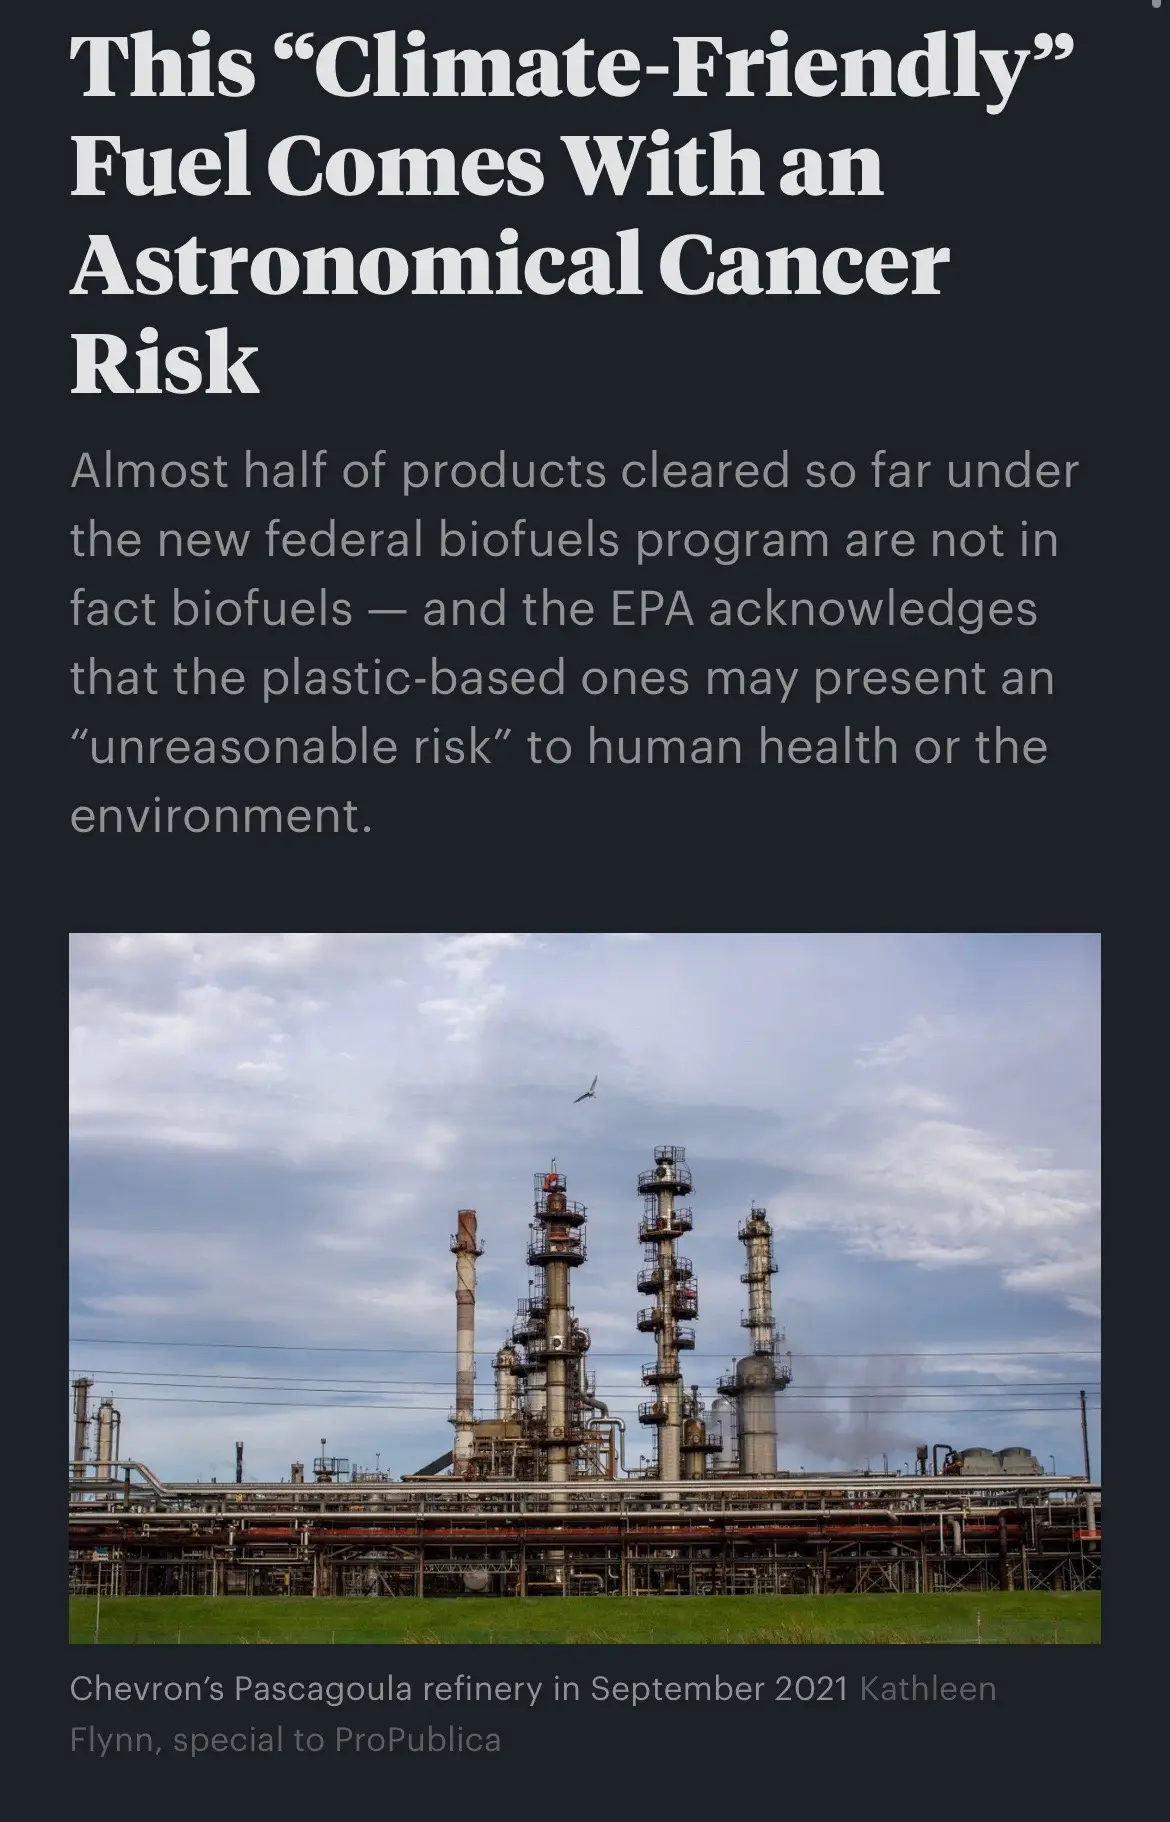 This “Climate-Friendly”
Fuel Comes With an
Astronomical Cancer
Risk
Almost half of products cleared so far under
the new federal biofuels program are not in
fact biofuels — and the EPA acknowledges
that the plastic-based ones may present an
“unreasonable risk” to human health or the
environment.
Chevron’s Pascagoula refinery in September 2021 Kathleen
Flynn, special to ProPublica